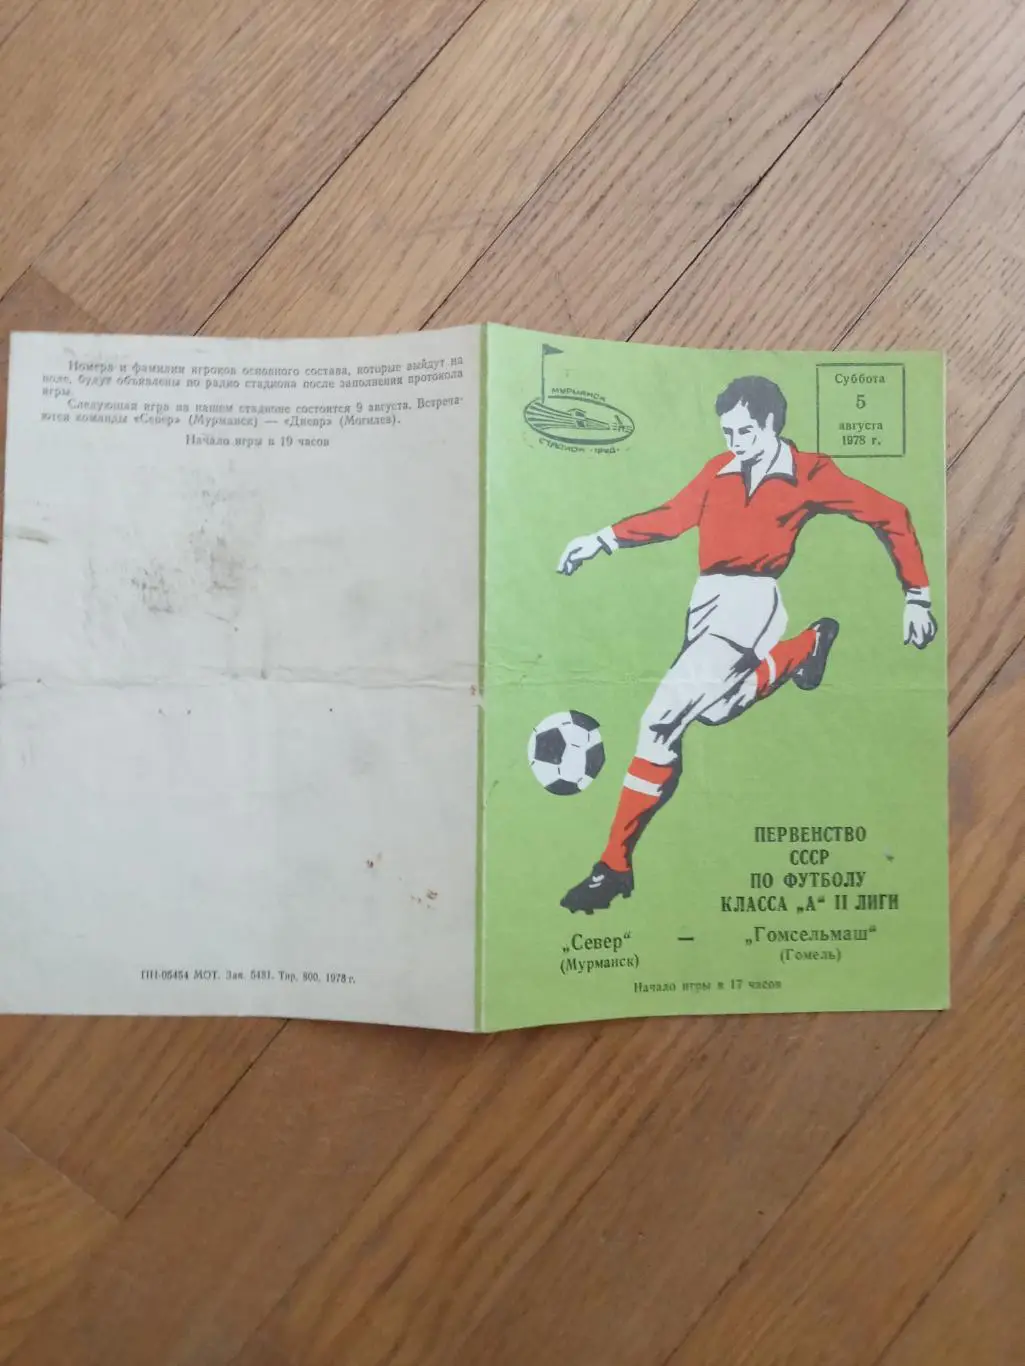 Номера и фамилии игроков основного состава, которые выйдут на
поле, будут объявлены по радио стадиона после заполнения протокола
игры.
Следующая игра на нашем стадионе состоится 9 августа. Встреча-
ются команды «Север» (Мурманск) — «Днепр» (Могилев).
Начало игры в 19 часов
ПН-05454 МОТ. Зак. 5481. Тир. 800. 1978 г.
МУРМАНСК
СТАДИОН „ТРУД“
Суббота
5
августа
1978 г.
ПЕРВЕНСТВО
СССР
ПО ФУТБОЛУ
КЛАССА „А“ II ЛИГИ
„Север“ — „Гомсельмаш“
(Мурманск) (Гомель)
Начало игры в 17 часов